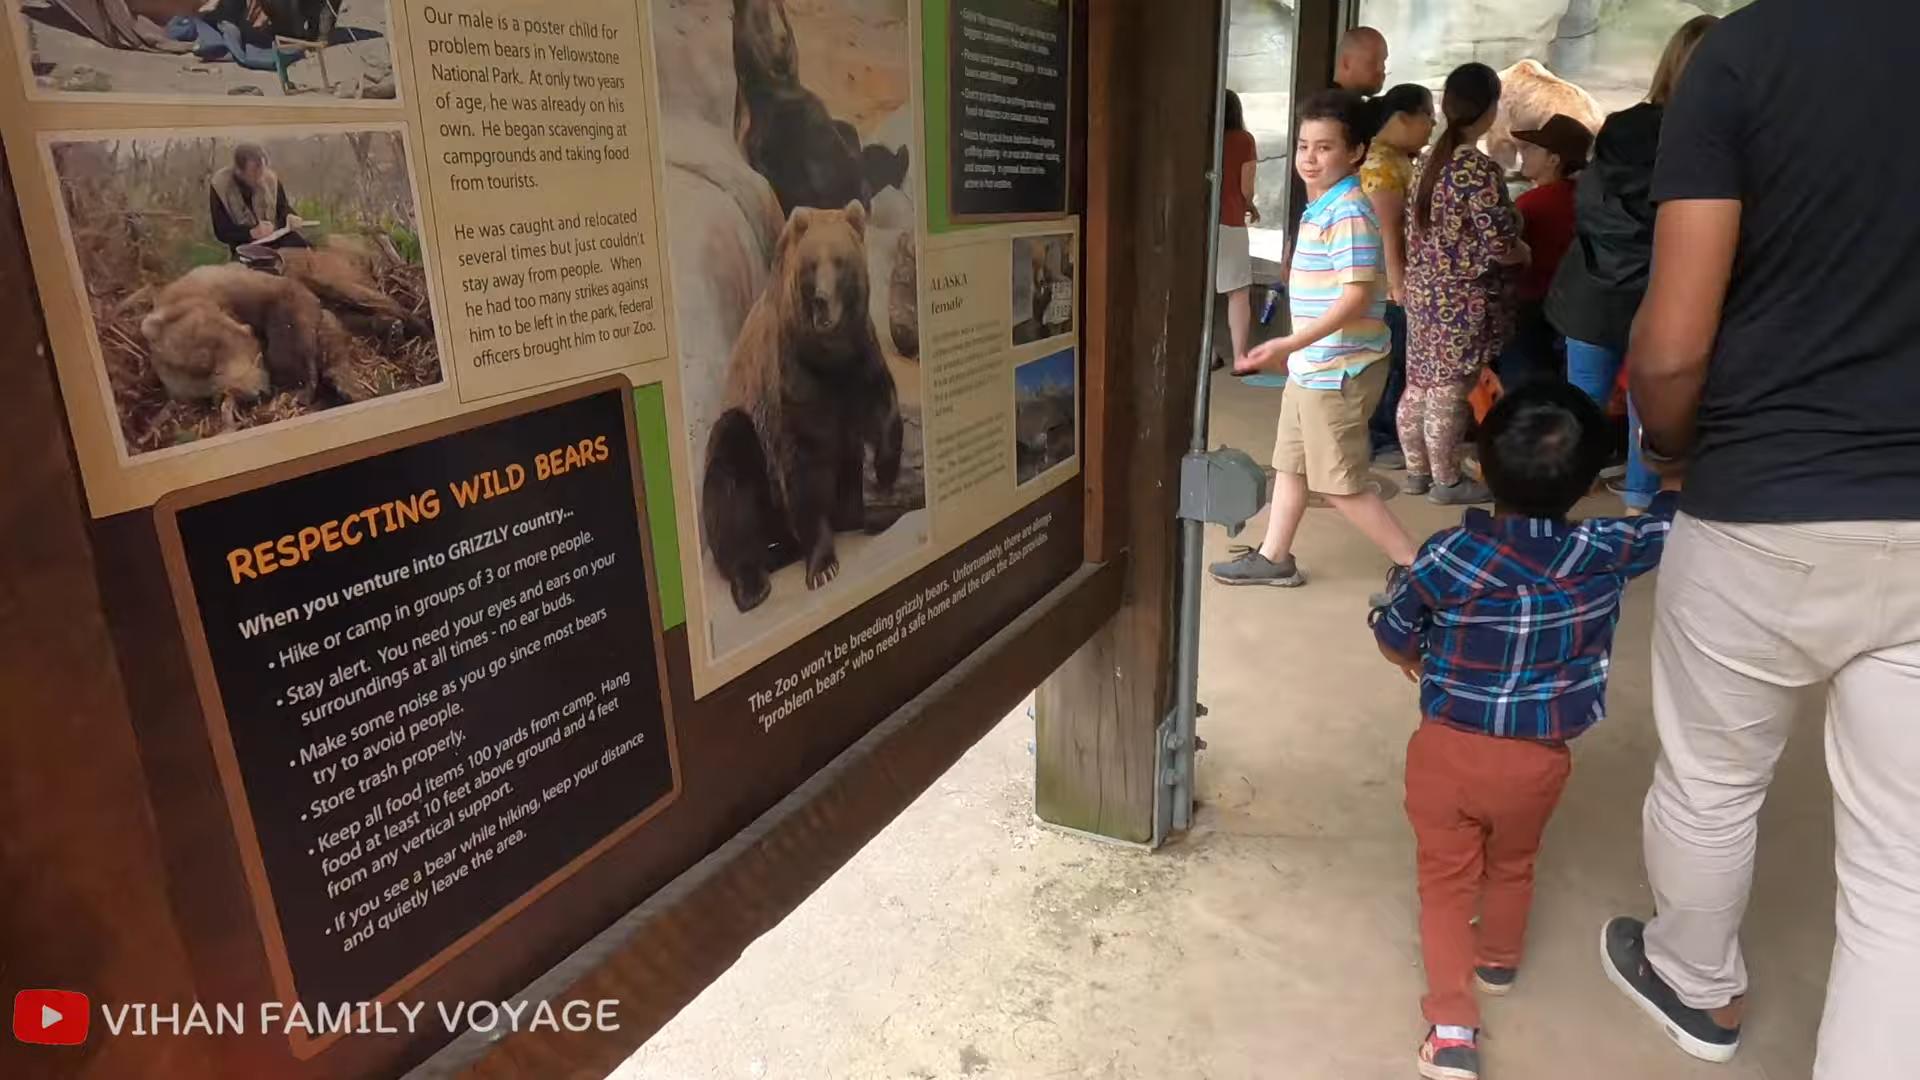 Our male is a poster child for
problem bears in Yellowstone
National Park. At only two years
of age, he was already on his
own. He began scavenging at
campgrounds and taking food
from tourists.
He was caught and relocated
several times but just couldn't
stay away from people. When
he had too many strikes against
him to be left in the park, federal
officers brought him to our Zoo.
RESPECTING WILD BEARS
When you venture into GRIZZLY country...
• Hike or camp in groups of 3 or more people.
• Stay alert. You need your eyes and ears on your
surroundings at all times - no ear buds.
• Make some noise as you go since most bears
try to avoid people.
• Store trash properly.
• Keep all food items 100 yards from camp. Hang
food at least 10 feet above ground and 4 feet
from any vertical support.
• If you see a bear while hiking, keep your distance
and quietly leave the area.
ALASKA
female
The Zoo won't be breeding grizzly bears. Unfortunately, there are always
"problem bears" who need a safe home and the care the Zoo provides
VIHAN FAMILY VOYAGE